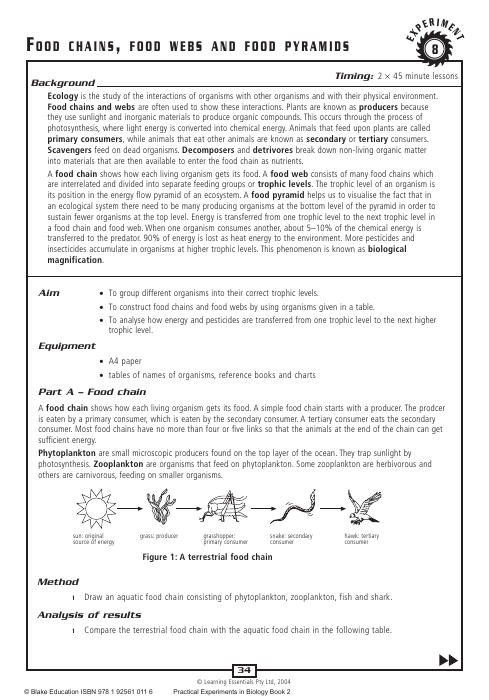 FOOD CHAINS, FOOD WEBS AND FOOD PYRAMIDS
EXPERIMENT
8
Timing: 2 × 45 minute lessons
Background
Ecology is the study of the interactions of organisms with other organisms and with their physical environment.
Food chains and webs are often used to show these interactions. Plants are known as producers because
they use sunlight and inorganic materials to produce organic compounds. This occurs through the process of
photosynthesis, where light energy is converted into chemical energy. Animals that feed upon plants are called
primary consumers, while animals that eat other animals are known as secondary or tertiary consumers.
Scavengers feed on dead organisms. Decomposers and detrivores break down non-living organic matter
into materials that are then available to enter the food chain as nutrients.
A food chain shows how each living organism gets its food. A food web consists of many food chains which
are interrelated and divided into separate feeding groups or trophic levels. The trophic level of an organism is
its position in the energy flow pyramid of an ecosystem. A food pyramid helps us to visualise the fact that in
an ecological system there need to be many producing organisms at the bottom level of the pyramid in order to
sustain fewer organisms at the top level. Energy is transferred from one trophic level to the next trophic level in
a food chain and food web. When one organism consumes another, about 5–10% of the chemical energy is
transferred to the predator. 90% of energy is lost as heat energy to the environment. More pesticides and
insecticides accumulate in organisms at higher trophic levels. This phenomenon is known as biological
magnification.
Aim
• To group different organisms into their correct trophic levels.
• To construct food chains and food webs by using organisms given in a table.
• To analyse how energy and pesticides are transferred from one trophic level to the next higher
trophic level.
Equipment
• A4 paper
• tables of names of organisms, reference books and charts
Part A – Food chain
A food chain shows how each living organism gets its food. A simple food chain starts with a producer. The prodcer
is eaten by a primary consumer, which is eaten by the secondary consumer. A tertiary consumer eats the secondary
consumer. Most food chains have no more than four or five links so that the animals at the end of the chain can get
sufficient energy.
Phytoplankton are small microscopic producers found on the top layer of the ocean. They trap sunlight by
photosynthesis. Zooplankton are organisms that feed on phytoplankton. Some zooplankton are herbivorous and
others are carnivorous, feeding on smaller organisms.
sun: original
source of energy
grass: producer
grasshopper:
primary consumer
snake: secondary
consumer
hawk: tertiary
consumer
Figure 1: A terrestrial food chain
Method
1 Draw an aquatic food chain consisting of phytoplankton, zooplankton, fish and shark.
Analysis of results
1 Compare the terrestrial food chain with the aquatic food chain in the following table.
34
© Learning Essentials Pty Ltd, 2004
© Blake Education ISBN 978 1 92561 011 6 Practical Experiments in Biology Book 2